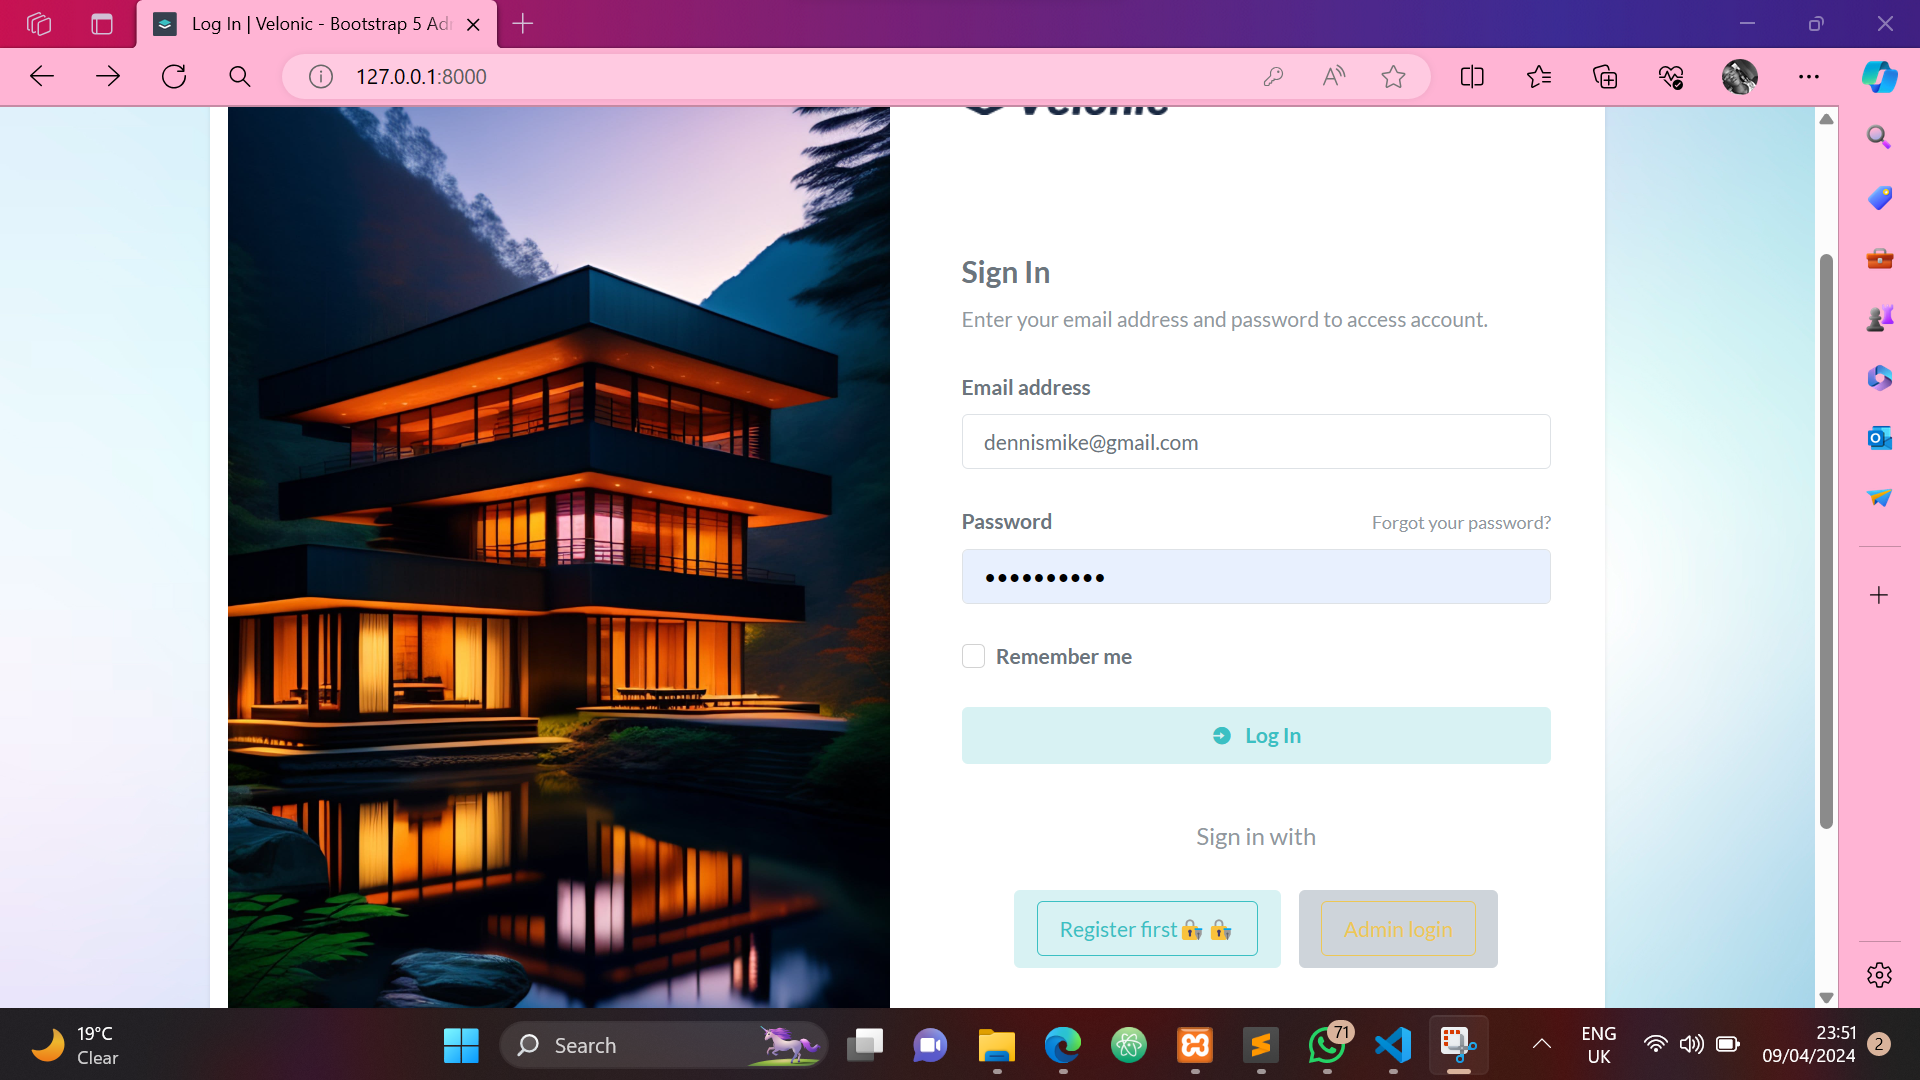 Log In | Velonic - Bootstrap 5 Adm
127.0.0.1:8000
Velonic
Sign In
Enter your email address and password to access account.
Email address
dennismike@gmail.com
Password
Forgot your password?
Remember me
Log In
Sign in with
Register first
Admin login
19°C
Clear
Search
71
ENG
UK
23:51
09/04/2024
2